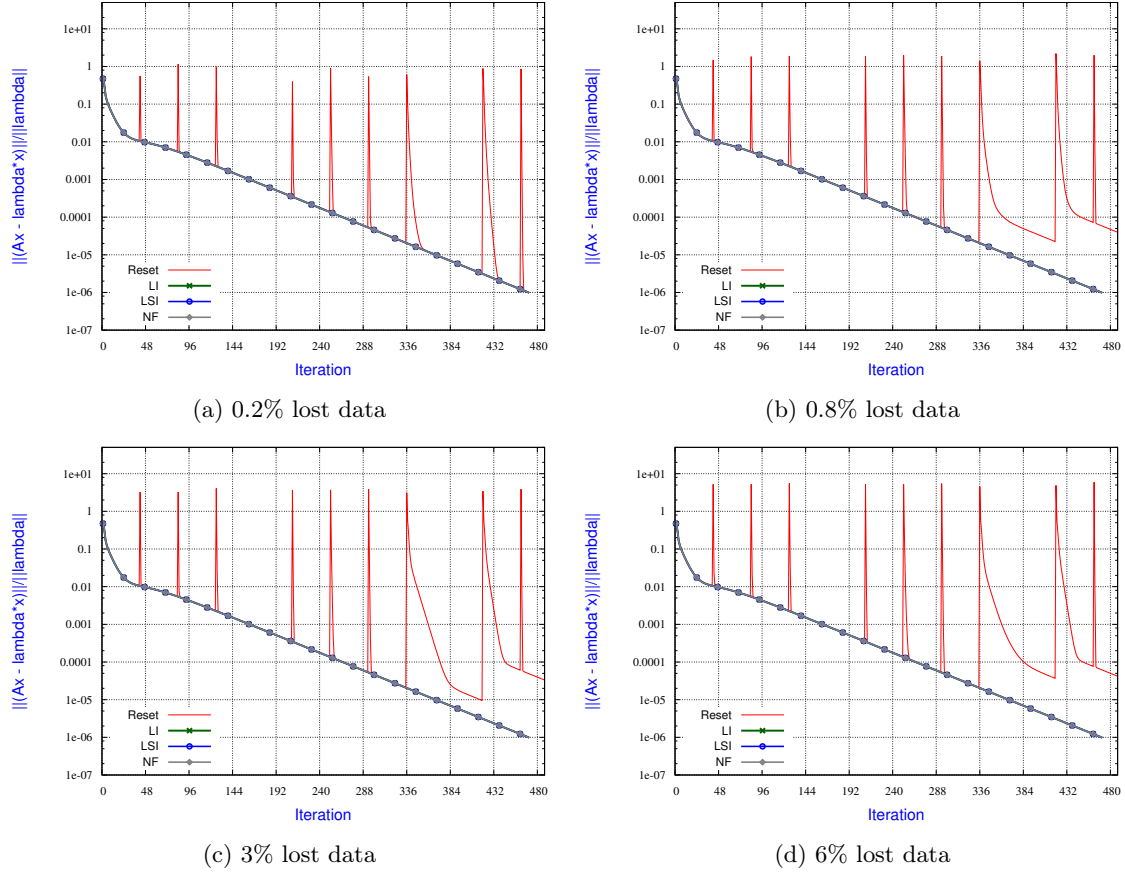 ||(Ax - lambda*x)||/||lambda||
1e+01
1
0.1
0.01
0.001
0.0001
1e-05
1e-06
1e-07
Reset
LI
LSI
NF
0 48 96 144 192 240 288 336 384 432 480
Iteration
(a) 0.2% lost data
||(Ax - lambda*x)||/||lambda||
1e+01
1
0.1
0.01
0.001
0.0001
1e-05
1e-06
1e-07
Reset
LI
LSI
NF
0 48 96 144 192 240 288 336 384 432 480
Iteration
(b) 0.8% lost data
||(Ax - lambda*x)||/||lambda||
1e+01
1
0.1
0.01
0.001
0.0001
1e-05
1e-06
1e-07
Reset
LI
LSI
NF
0 48 96 144 192 240 288 336 384 432 480
Iteration
(c) 3% lost data
||(Ax - lambda*x)||/||lambda||
1e+01
1
0.1
0.01
0.001
0.0001
1e-05
1e-06
1e-07
Reset
LI
LSI
NF
0 48 96 144 192 240 288 336 384 432 480
Iteration
(d) 6% lost data